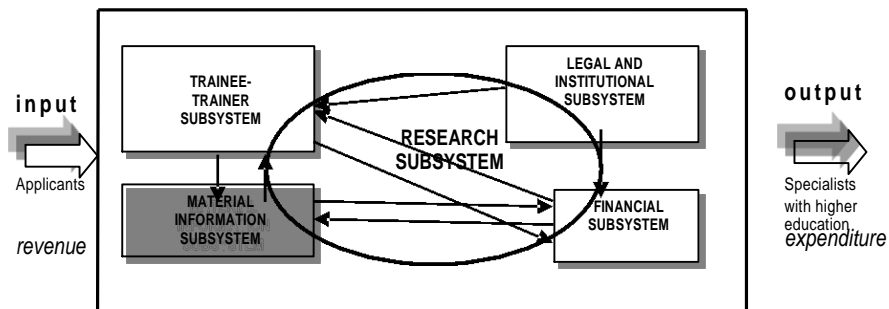 input
Applicants
revenue
TRAINEE-
TRAINER
SUBSYSTEM
LEGAL AND
INSTITUTIONAL
SUBSYSTEM
RESEARCH
SUBSYSTEM
MATERIAL
INFORMATION
SUBSYSTEM
FINANCIAL
SUBSYSTEM
output
Specialists
with higher
education
expenditure